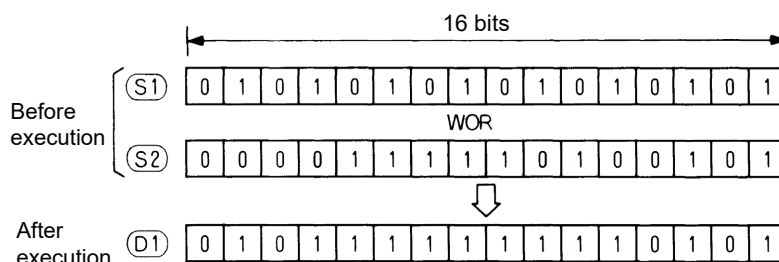 16 bits
Before execution
S1 0 1 0 1 0 1 0 1 0 1 0 1 0 1 0 1
WOR
S2 0 0 0 0 1 1 1 1 1 0 1 0 0 1 0 1
After execution
D1 0 1 0 1 1 1 1 1 1 1 1 1 0 1 0 1